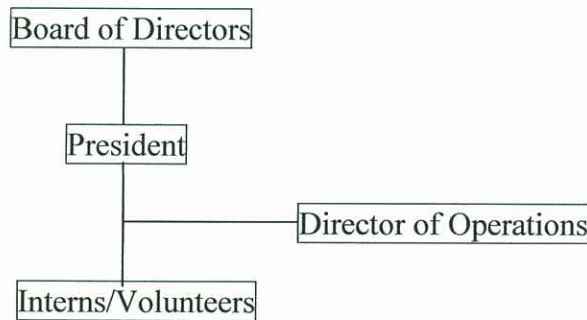 Board of Directors
President
Director of Operations
Interns/Volunteers